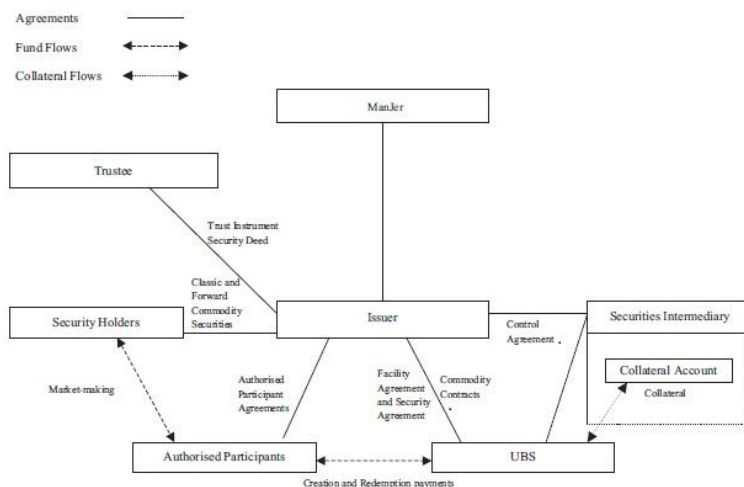 Agreements
Fund Flows
Collateral Flows
ManJer
Trustee
Trust Instrument
Security Deed
Classic and
Forward
Commodity
Securities
Security Holders
Issuer
Securities Intermediary
Control
Agreement
Collateral Account
Collateral
Market-making
Authorised
Participant
Agreements
Facility
Agreement
and Security
Agreement
Commodity
Contracts
Authorised Participants
UBS
Creation and Redemption payments